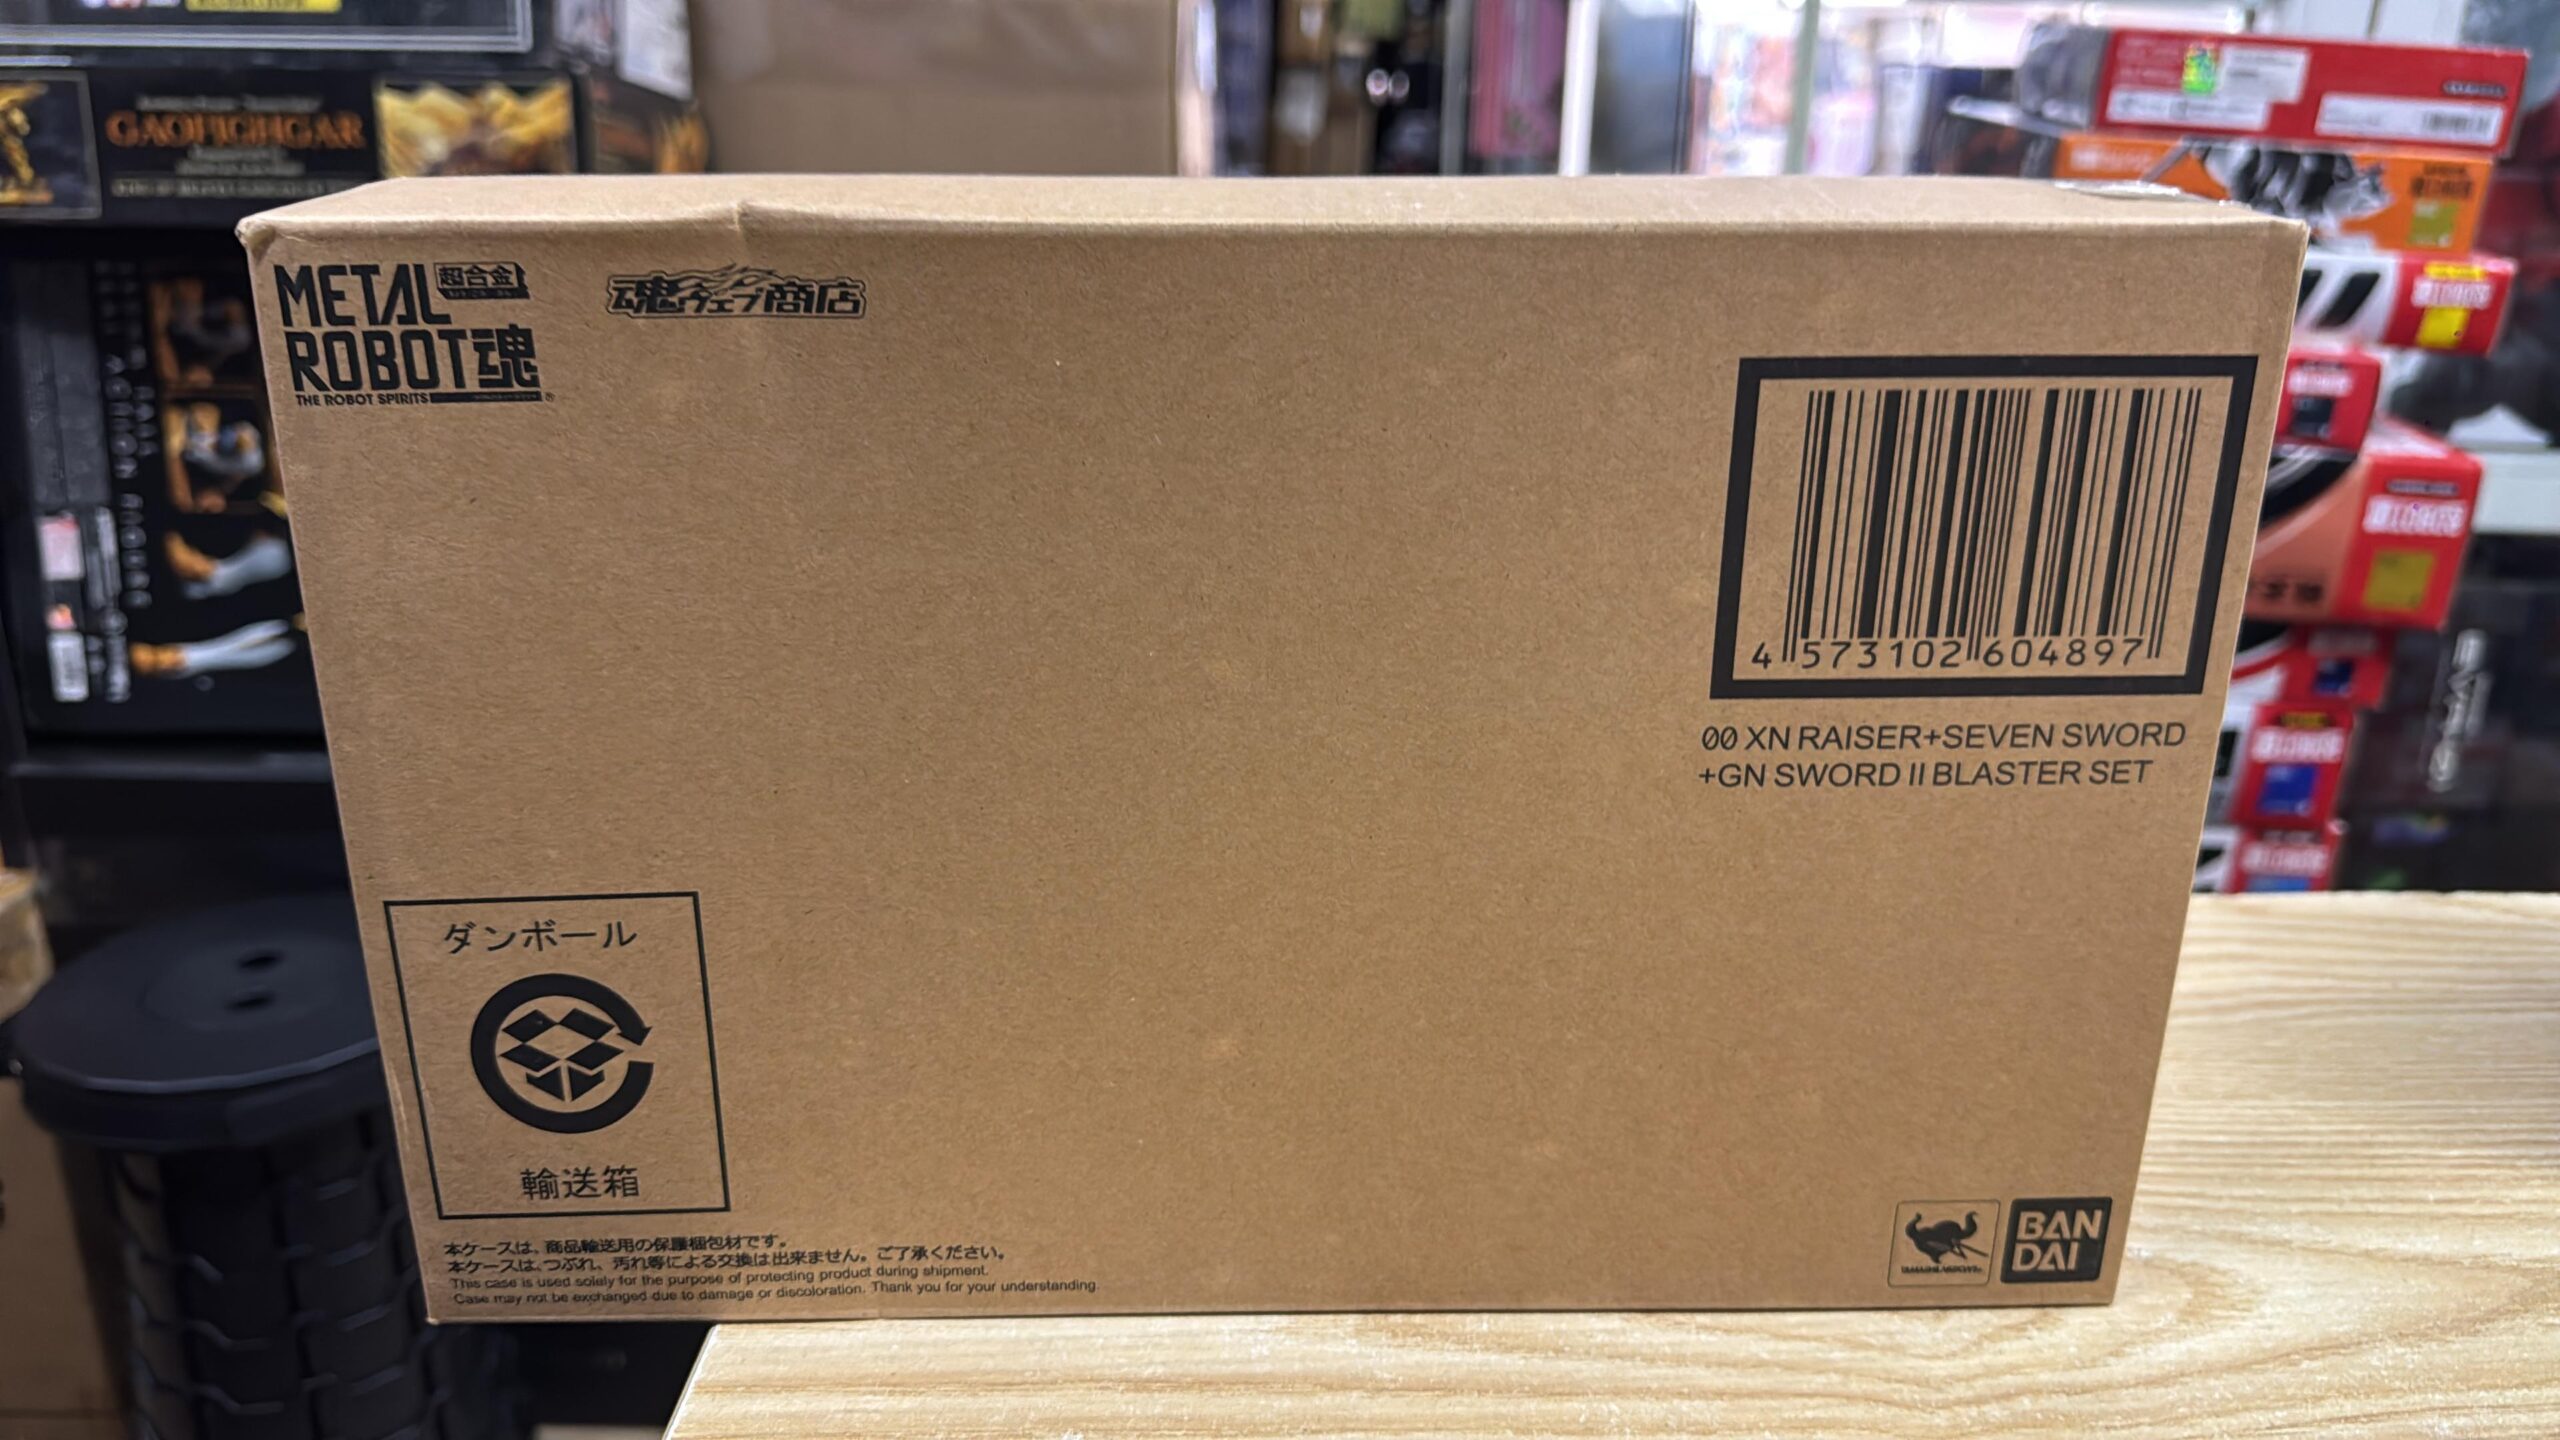 GAOFIGHGAR
METAL 超合金
ROBOT魂
THE ROBOT SPIRITS
魂ウェブ商店
4 573102 604897
00 XN RAISER+SEVEN SWORD
+GN SWORD II BLASTER SET
ダンボール
輸送箱
本ケースは、商品輸送用の保護梱包材です。
本ケースは、つぶれ、汚れ等による交換は出来ません。ご了承ください。
This case is used solely for the purpose of protecting product during shipment.
Case may not be exchanged due to damage or discoloration. Thank you for your understanding.
TAMASHII NATIONS
BAN
DAI